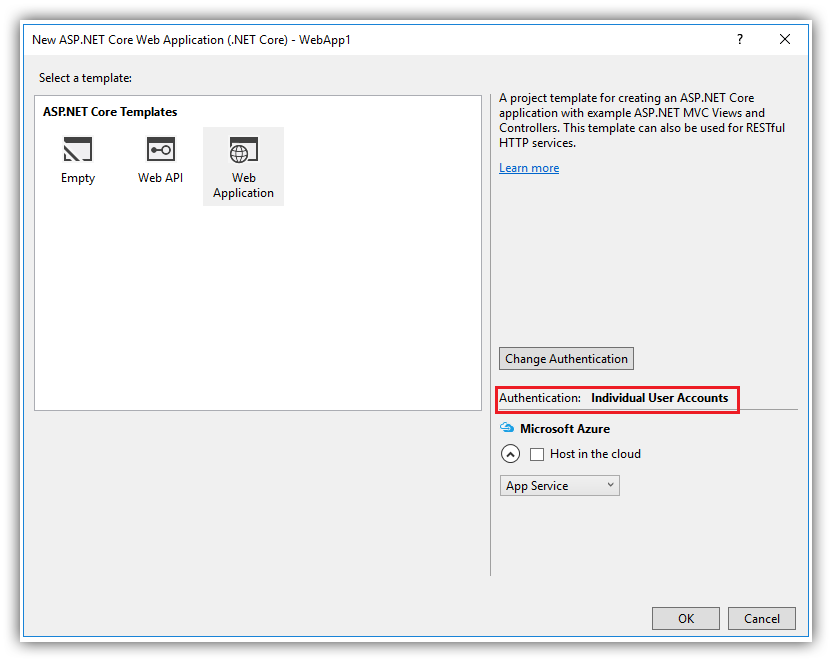 New ASP.NET Core Web Application (.NET Core) - WebApp1
?
Select a template:
ASP.NET Core Templates
Empty
Web API
Web
Application
A project template for creating an ASP.NET Core
application with example ASP.NET MVC Views and
Controllers. This template can also be used for RESTful
HTTP services.
Learn more
Change Authentication
Authentication: Individual User Accounts
Microsoft Azure
Host in the cloud
App Service
OK
Cancel